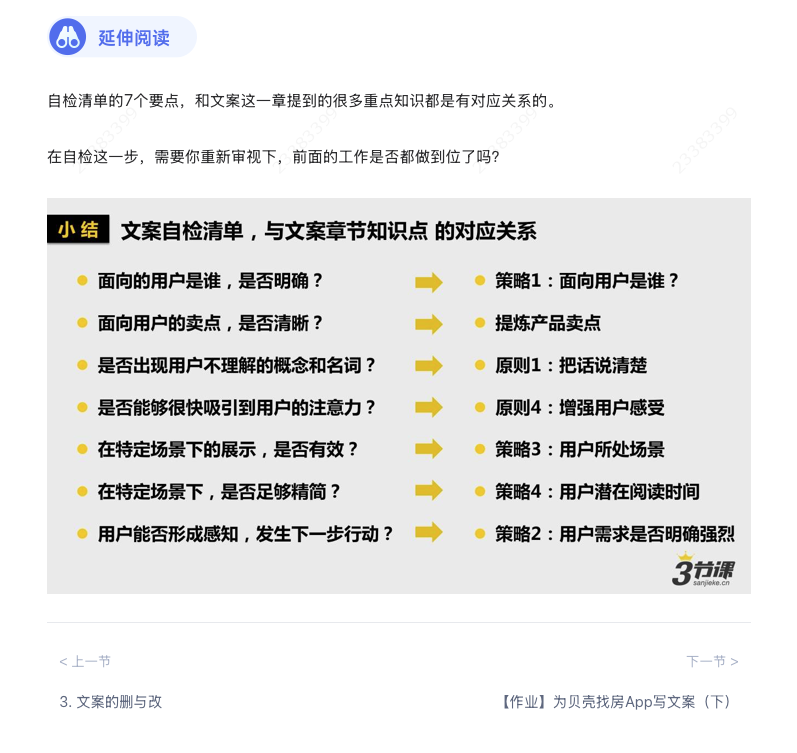 延伸阅读
自检清单的7个要点，和文案这一章提到的很多重点知识都是有对应关系的。
在自检这一步，需要你重新审视下，前面的工作是否都做到位了吗?
23383399 23383399 23383399 23383399
小结 文案自检清单，与文案章节知识点 的对应关系
面向的用户是谁，是否明确？ 策略1：面向用户是谁？
面向用户的卖点，是否清晰？ 提炼产品卖点
是否出现用户不理解的概念和名词？ 原则1：把话说清楚
是否能够很快吸引到用户的注意力？ 原则4：增强用户感受
在特定场景下的展示，是否有效？ 策略3：用户所处场景
在特定场景下，是否足够精简？ 策略4：用户潜在阅读时间
用户能否形成感知，发生下一步行动？ 策略2：用户需求是否明确强烈
3节课
sanjieke.cn
< 上一节 下一节 >
3. 文案的删与改 【作业】为贝壳找房App写文案（下）